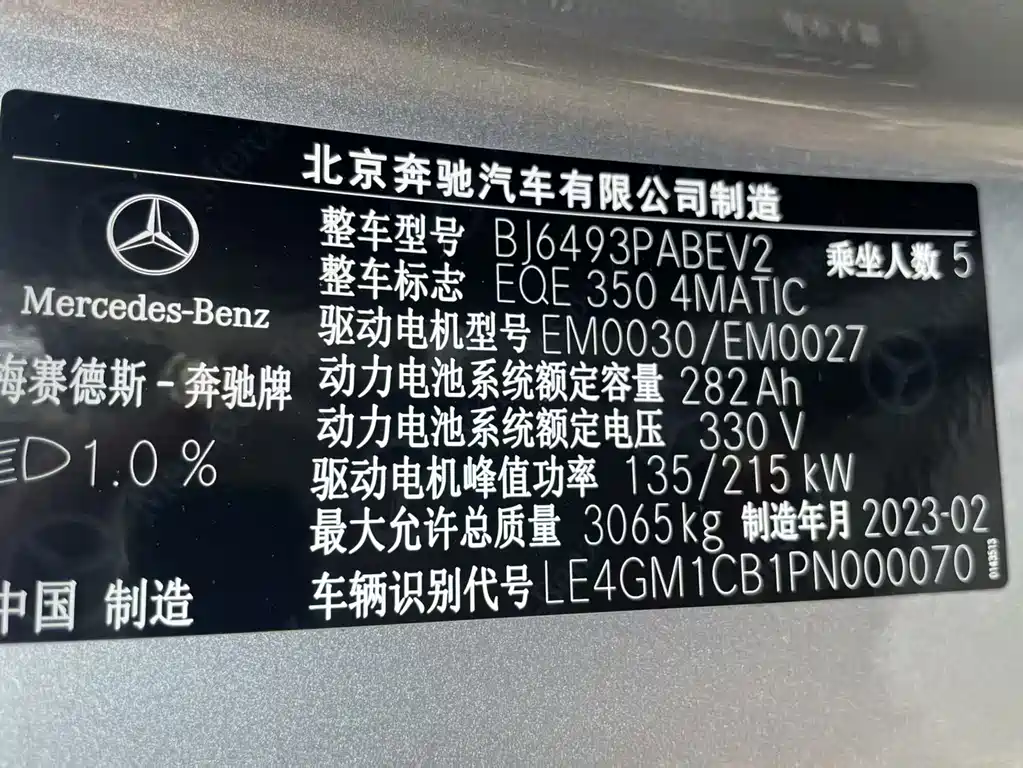 北京奔驰汽车有限公司制造
整车型号 BJ6493PABEV2 乘坐人数 5
整车标志 EQE 350 4MATIC
Mercedes-Benz
驱动电机型号 EM0030/EM0027
梅赛德斯-奔驰牌
动力电池系统额定容量 282Ah
动力电池系统额定电压 330 V
1.0 %
驱动电机峰值功率 135/215 kW
最大允许总质量 3065kg 制造年月 2023-02
中国 制造
车辆识别代号 LE4GM1CB1PN000070
0143513